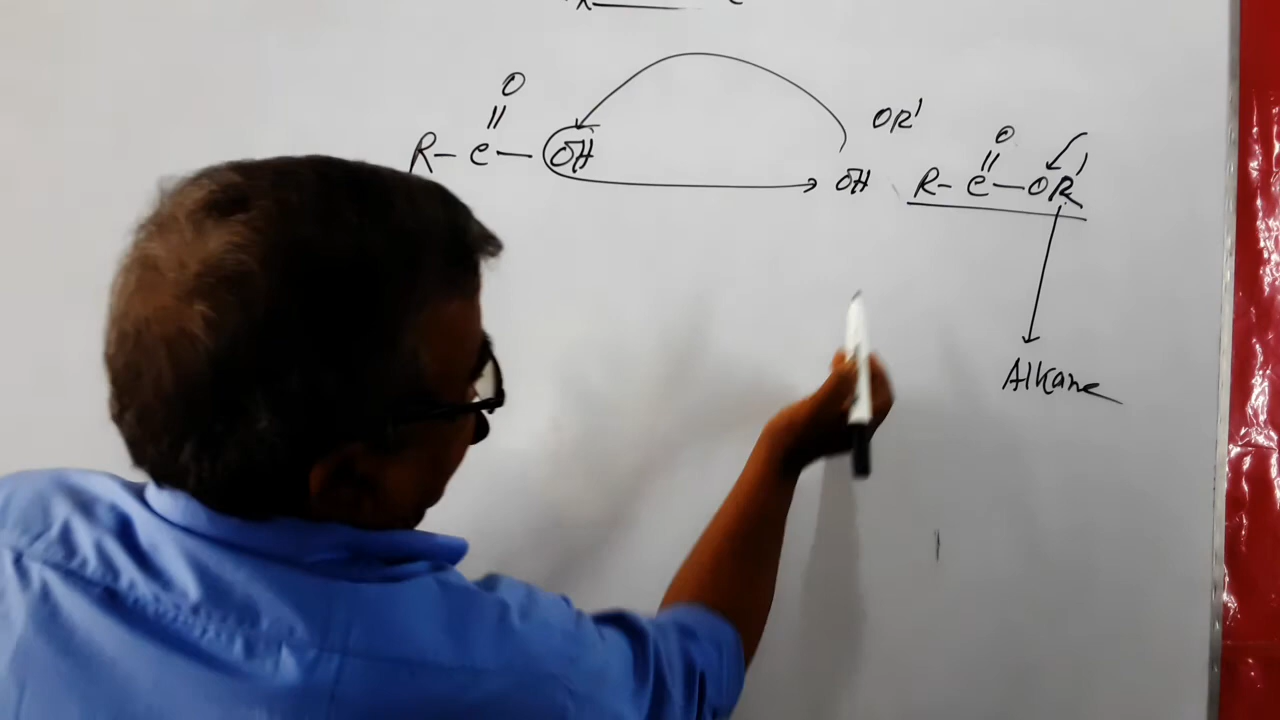 O
||
R-C-OH
OR'
OH
O
||
R-C-OR'
Alkane